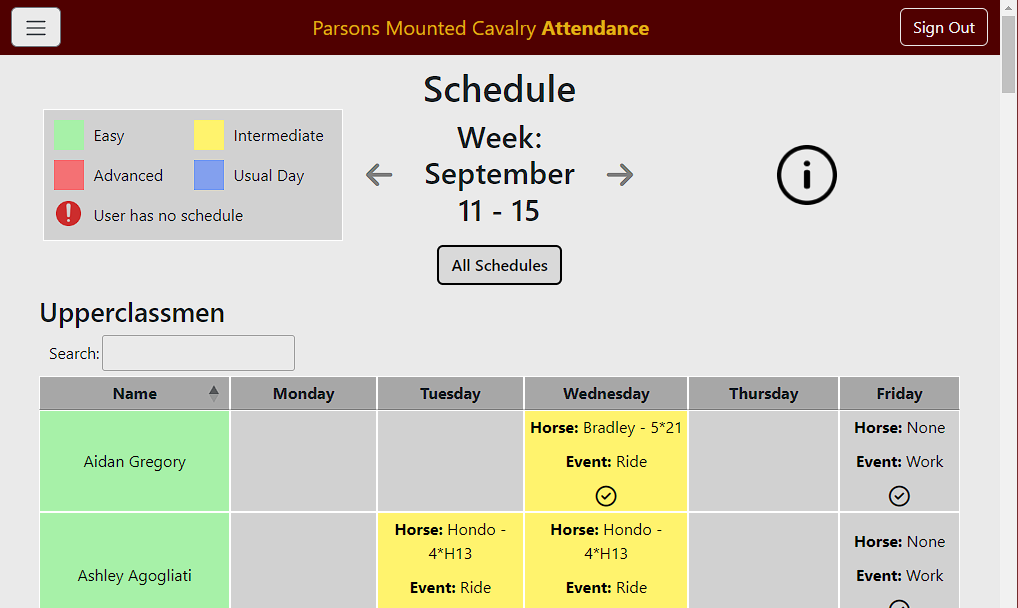 Parsons Mounted Cavalry Attendance
Sign Out
Schedule
Easy
Intermediate
Advanced
Usual Day
User has no schedule
Week:
September
11 - 15
All Schedules
Upperclassmen
Search:
Name Monday Tuesday Wednesday Thursday Friday
Aidan Gregory
Horse: Bradley - 5*21
Event: Ride
Horse: None
Event: Work
Ashley Agogliati
Horse: Hondo -
4*H13
Event: Ride
Horse: Hondo -
4*H13
Event: Ride
Horse: None
Event: Work